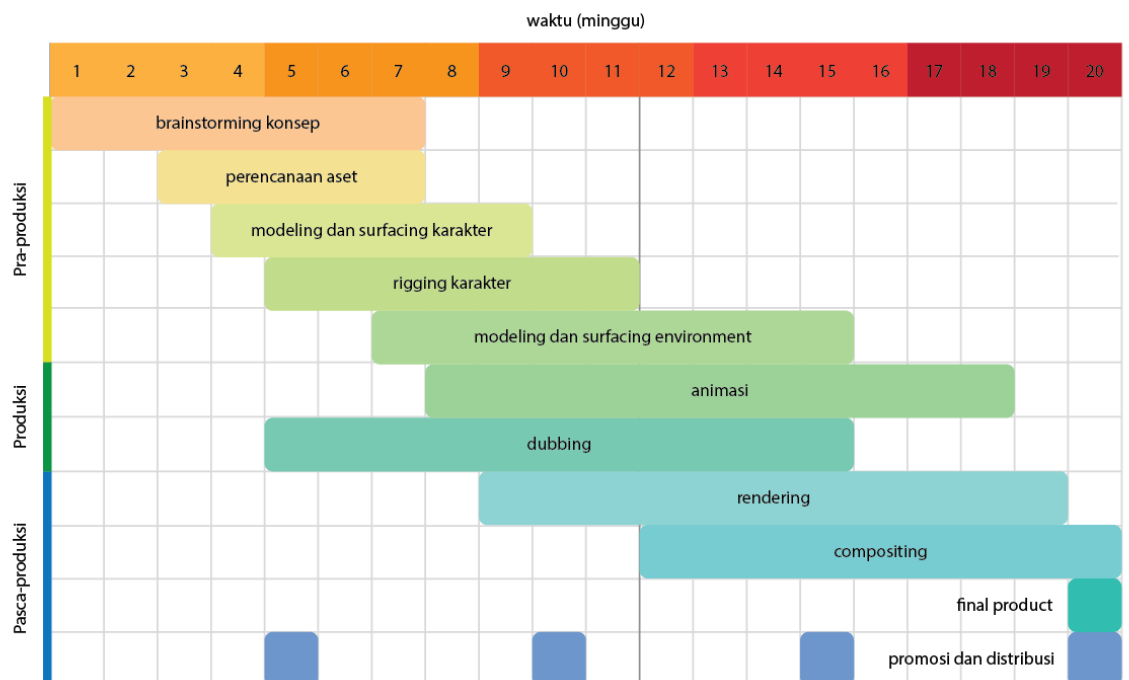 waktu (minggu)
1 2 3 4 5 6 7 8 9 10 11 12 13 14 15 16 17 18 19 20
Pra-produksi
brainstorming konsep
perencanaan aset
modeling dan surfacing karakter
rigging karakter
modeling dan surfacing environment
Produksi
animasi
dubbing
Pasca-produksi
rendering
compositing
final product
promosi dan distribusi